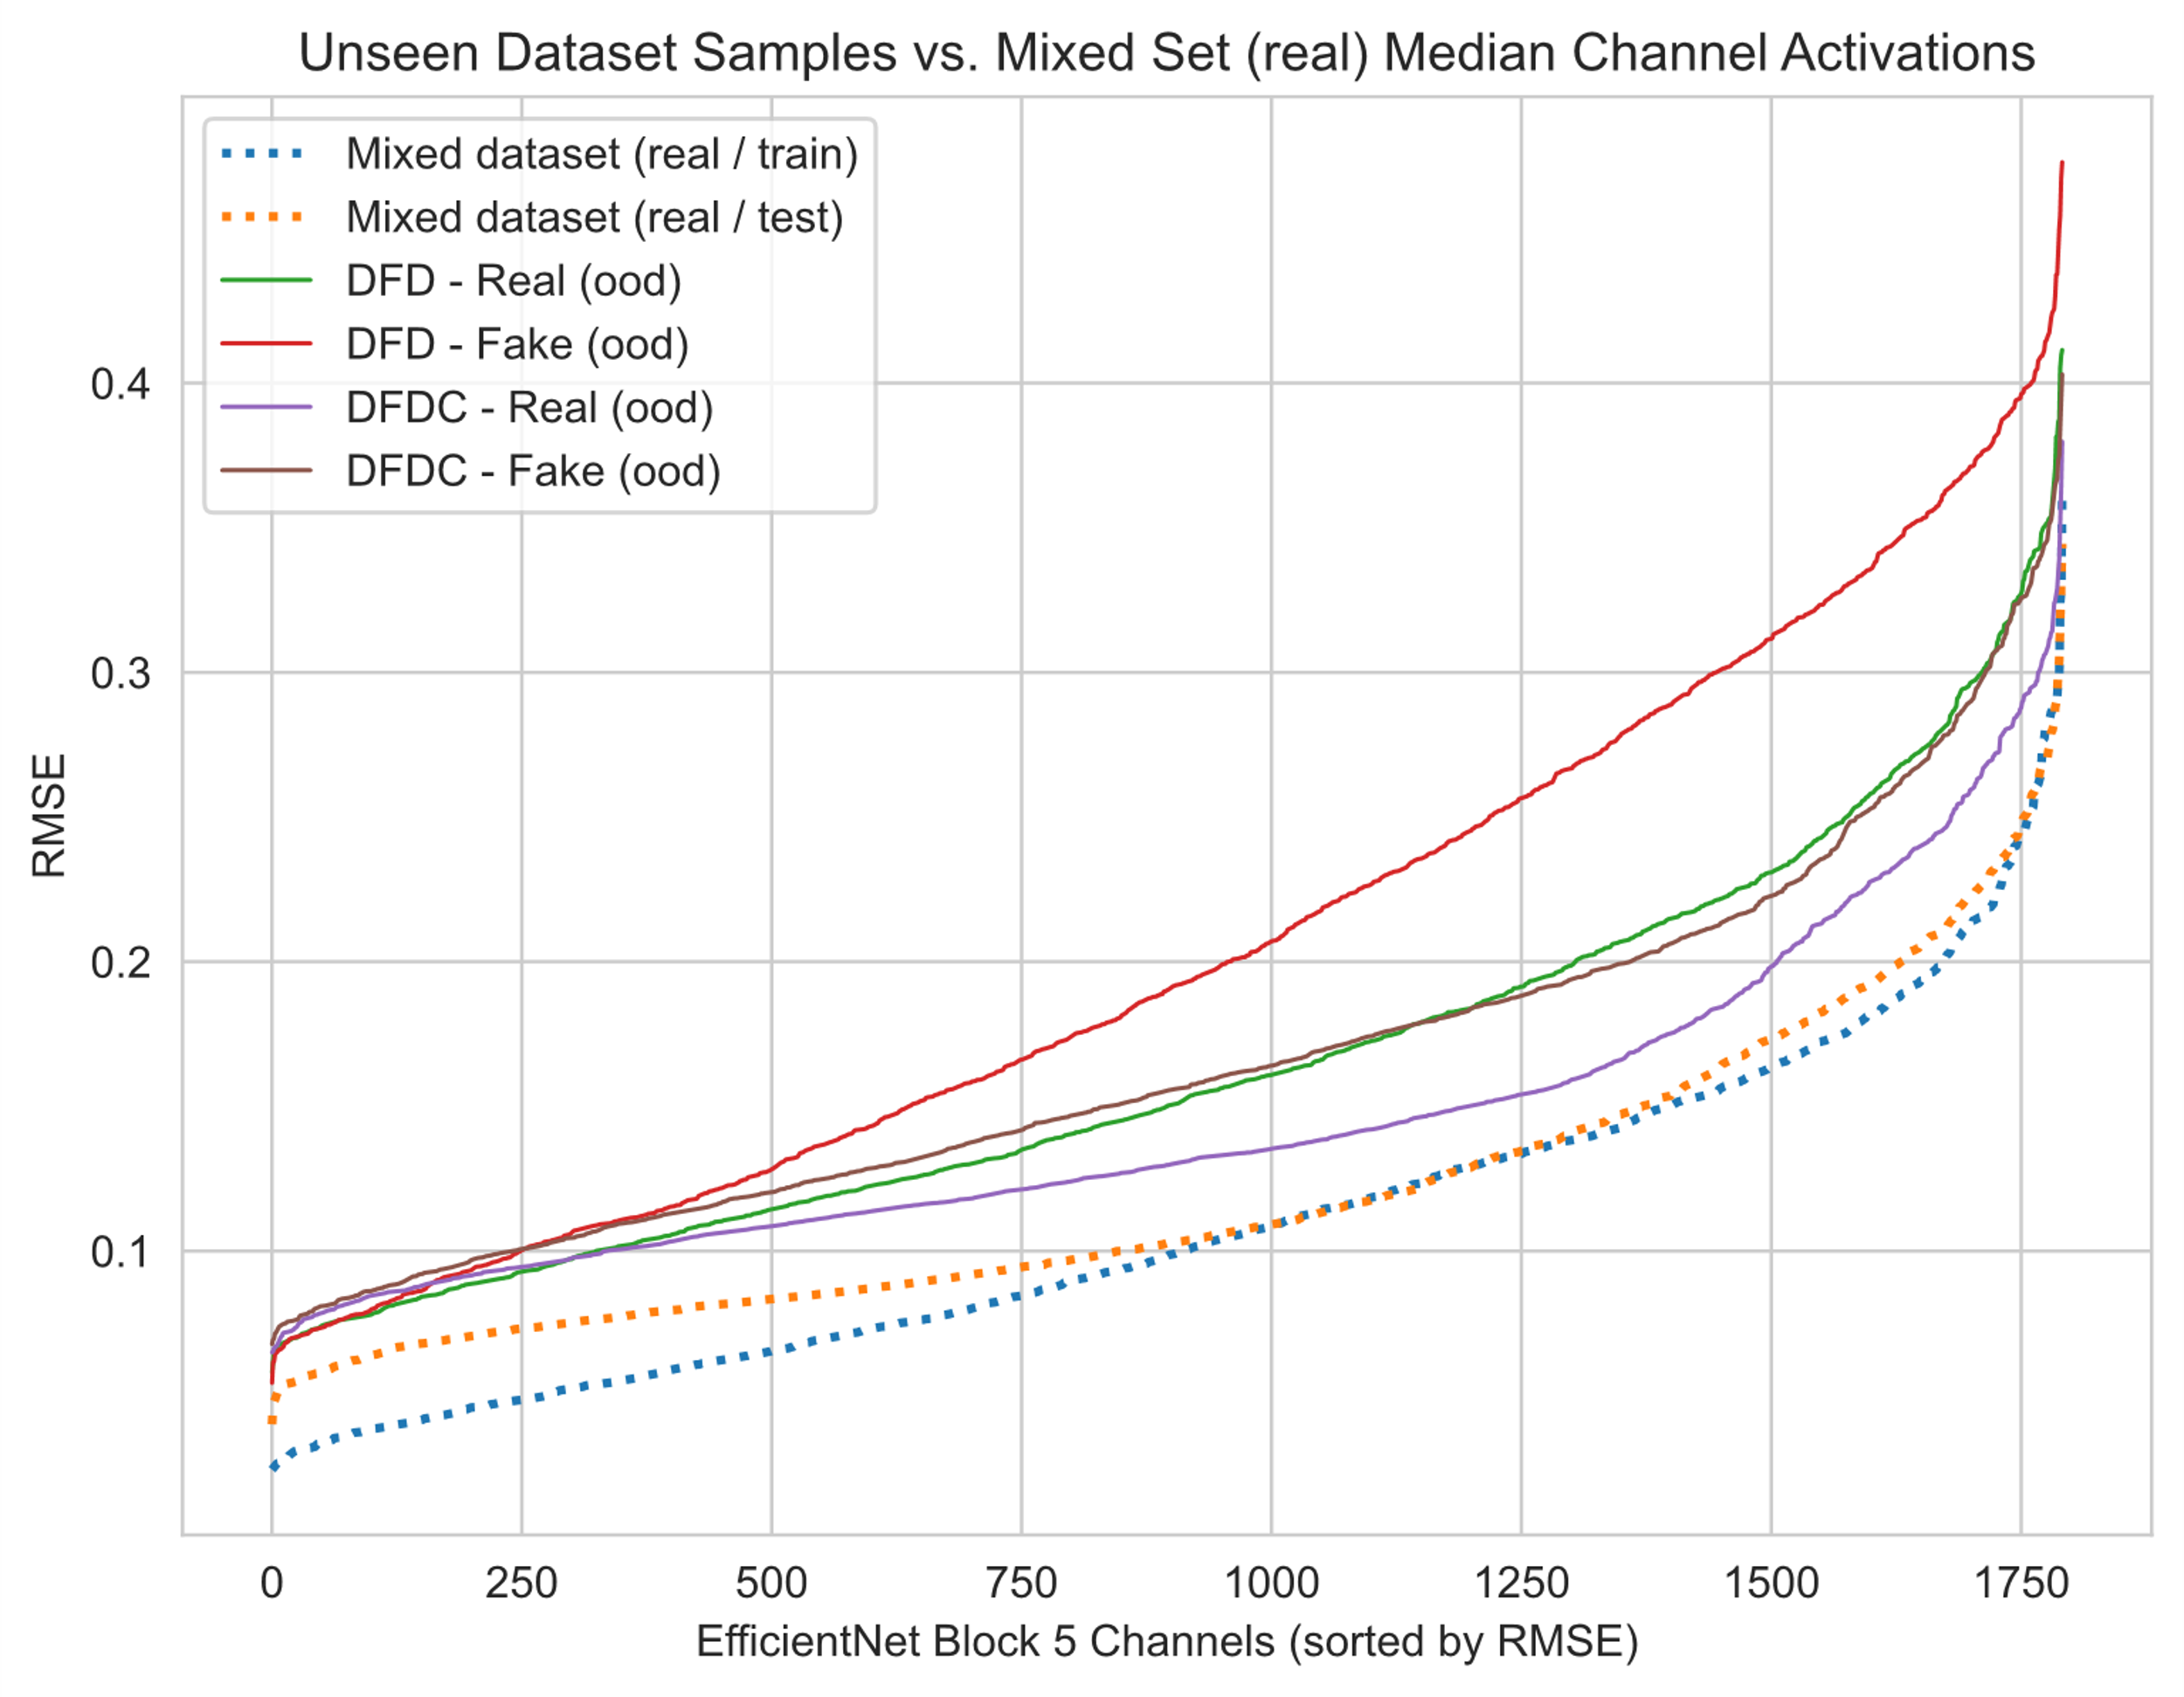 Unseen Dataset Samples vs. Mixed Set (real) Median Channel Activations
Mixed dataset (real / train)
Mixed dataset (real / test)
DFD - Real (ood)
DFD - Fake (ood)
DFDC - Real (ood)
DFDC - Fake (ood)
0.4
0.3
0.2
0.1
RMSE
0 250 500 750 1000 1250 1500 1750
EfficientNet Block 5 Channels (sorted by RMSE)